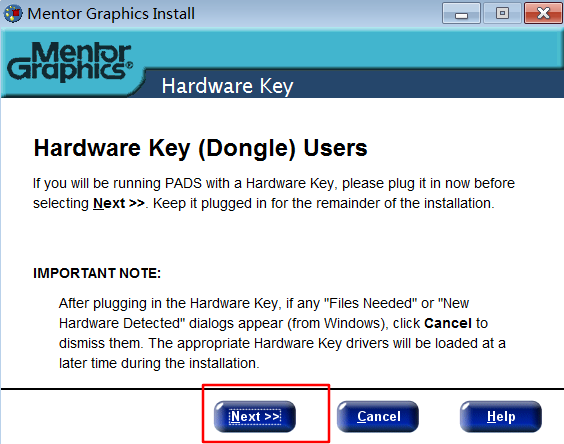 Mentor Graphics Install
Mentor
Graphics®
Hardware Key
Hardware Key (Dongle) Users
If you will be running PADS with a Hardware Key, please plug it in now before
selecting Next >>. Keep it plugged in for the remainder of the installation.
IMPORTANT NOTE:
After plugging in the Hardware Key, if any "Files Needed" or "New
Hardware Detected" dialogs appear (from Windows), click Cancel to
dismiss them. The appropriate Hardware Key drivers will be loaded at a
later time during the installation.
Next >> Cancel Help